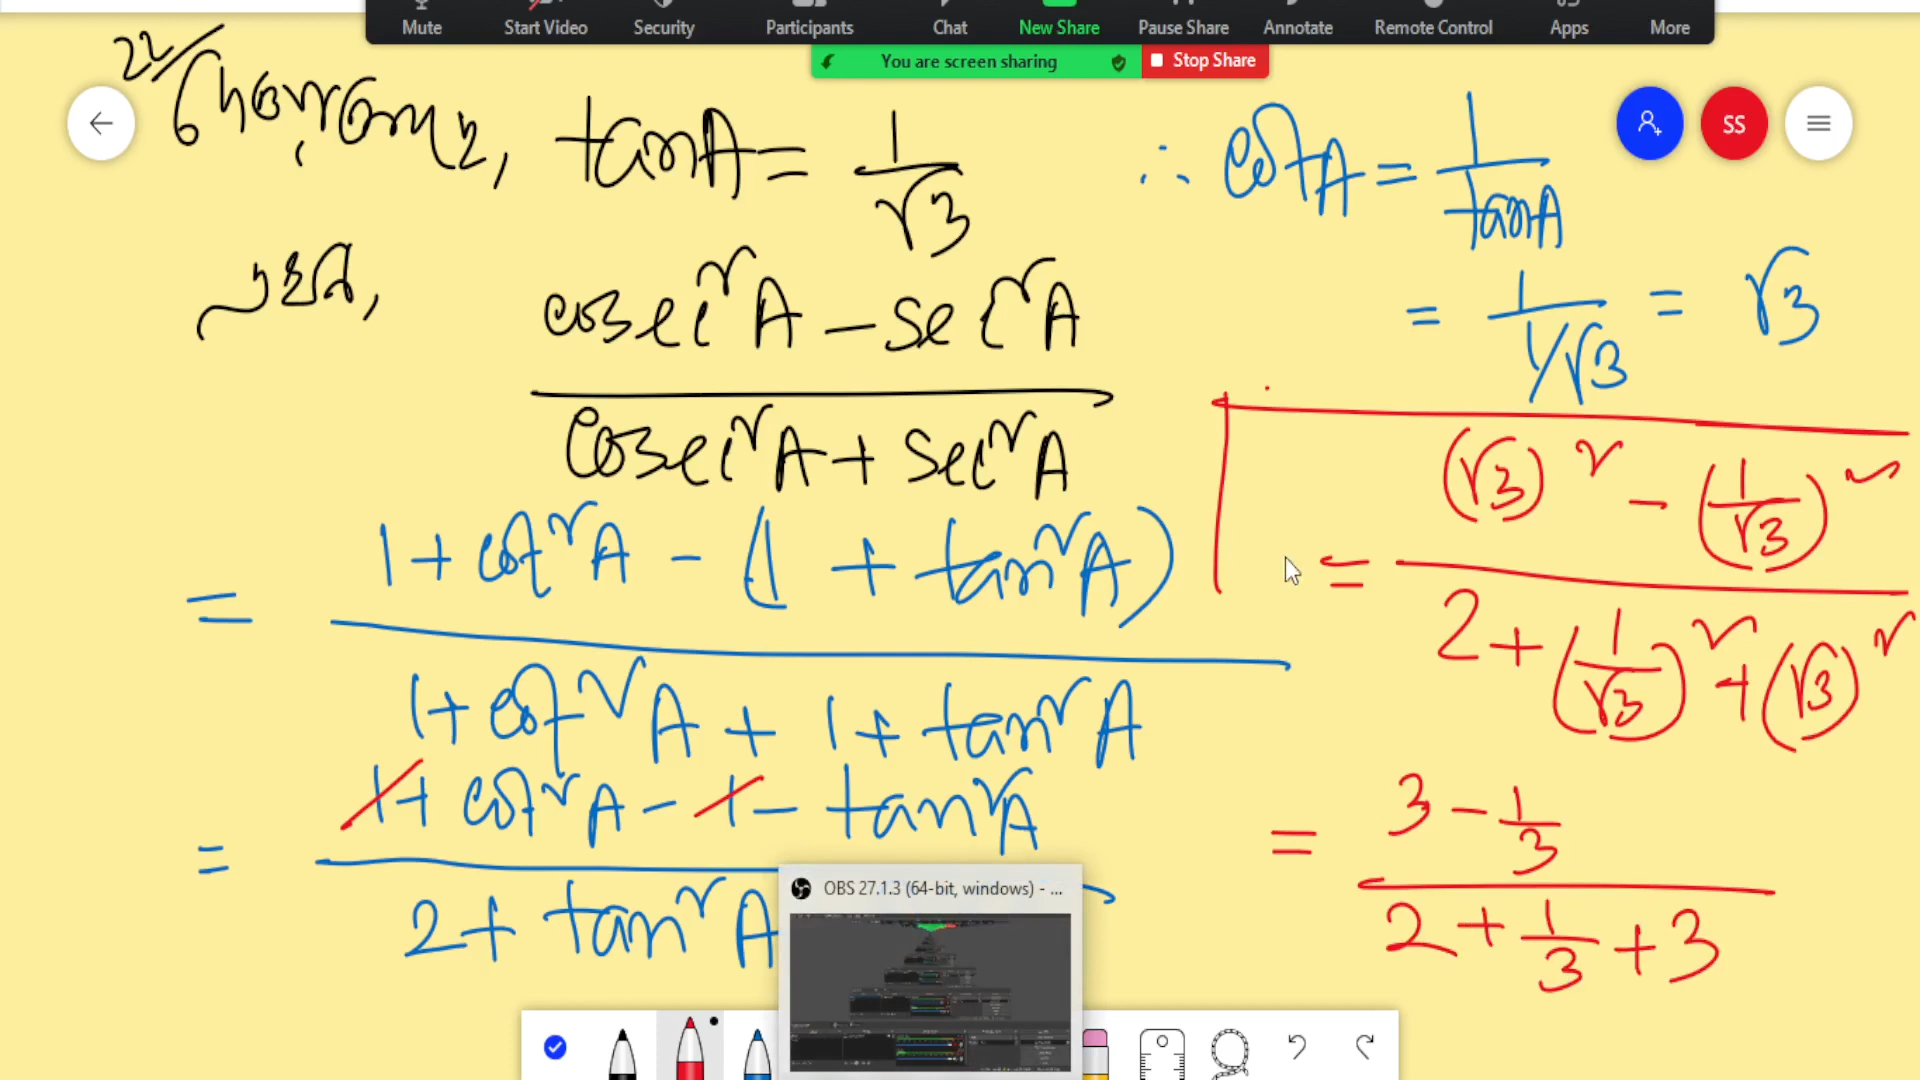 Mute Start Video Security Participants Chat New Share Pause Share Annotate Remote Control Apps More
You are screen sharing Stop Share
SS
22/
tanA = 1/√3
cosec²A - sec²A / cosec²A + sec²A
= 1 + cot²A - (1 + tan²A) / 1 + cot²A + 1 + tan²A
= 1 + cot²A - 1 - tan²A / 2 + tan²A
∴ cotA = 1/tanA
= 1 / 1/√3 = √3
= (√3)² - (1/√3)² / 2 + (1/√3)² + (√3)²
= 3 - 1/3 / 2 + 1/3 + 3
OBS 27.1.3 (64-bit, windows) - ...